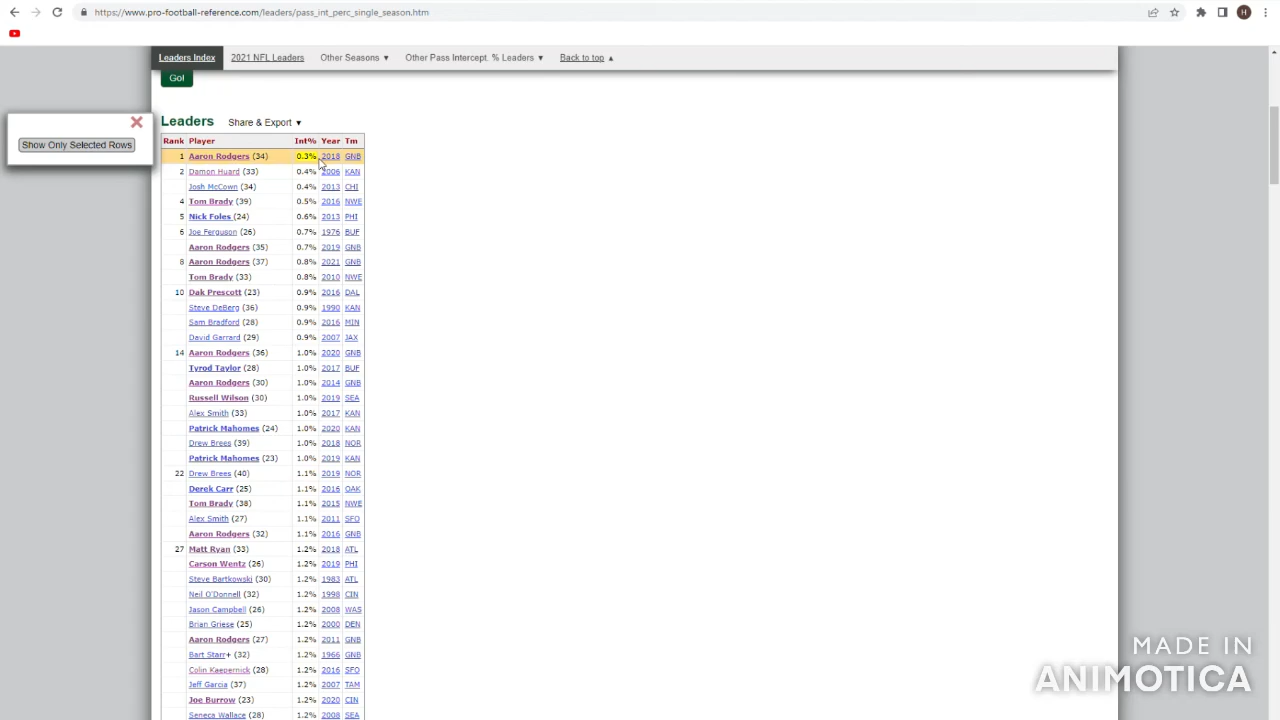 https://www.pro-football-reference.com/leaders/pass_int_perc_single_season.htm
H
Leaders Index 2021 NFL Leaders Other Seasons ▼ Other Pass Intercept. % Leaders ▼ Back to top ▲
Go!
Show Only Selected Rows
Leaders Share & Export ▼
Rank Player Int% Year Tm
1 Aaron Rodgers (34) 0.3% 2018 GNB
2 Damon Huard (33) 0.4% 2006 KAN
Josh McCown (34) 0.4% 2013 CHI
4 Tom Brady (39) 0.5% 2016 NWE
5 Nick Foles (24) 0.6% 2013 PHI
6 Joe Ferguson (26) 0.7% 1976 BUF
Aaron Rodgers (35) 0.7% 2019 GNB
8 Aaron Rodgers (37) 0.8% 2021 GNB
Tom Brady (33) 0.8% 2010 NWE
10 Dak Prescott (23) 0.9% 2016 DAL
Steve DeBerg (36) 0.9% 1990 KAN
Sam Bradford (28) 0.9% 2016 MIN
David Garrard (29) 0.9% 2007 JAX
14 Aaron Rodgers (36) 1.0% 2020 GNB
Tyrod Taylor (28) 1.0% 2017 BUF
Aaron Rodgers (30) 1.0% 2014 GNB
Russell Wilson (30) 1.0% 2019 SEA
Alex Smith (33) 1.0% 2017 KAN
Patrick Mahomes (24) 1.0% 2020 KAN
Drew Brees (39) 1.0% 2018 NOR
Patrick Mahomes (23) 1.0% 2019 KAN
22 Drew Brees (40) 1.1% 2019 NOR
Derek Carr (25) 1.1% 2016 OAK
Tom Brady (38) 1.1% 2015 NWE
Alex Smith (27) 1.1% 2011 SFO
Aaron Rodgers (32) 1.1% 2016 GNB
27 Matt Ryan (33) 1.2% 2018 ATL
Carson Wentz (26) 1.2% 2019 PHI
Steve Bartkowski (30) 1.2% 1983 ATL
Neil O'Donnell (32) 1.2% 1998 CIN
Jason Campbell (26) 1.2% 2008 WAS
Brian Griese (25) 1.2% 2000 DEN
Aaron Rodgers (27) 1.2% 2011 GNB
Bart Starr+ (32) 1.2% 1966 GNB
Colin Kaepernick (28) 1.2% 2016 SFO
Jeff Garcia (37) 1.2% 2007 TAM
Joe Burrow (23) 1.2% 2020 CIN
Seneca Wallace (28) 1.2% 2008 SEA
MADE IN
ANIMOTICA